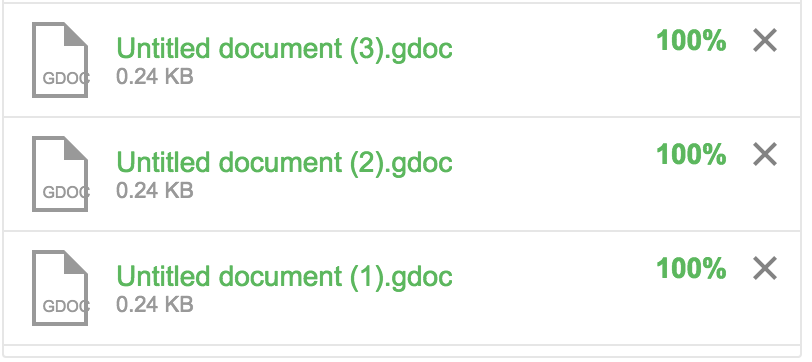 Untitled document (3).gdoc 100%
GDOC 0.24 KB
Untitled document (2).gdoc 100%
GDOC 0.24 KB
Untitled document (1).gdoc 100%
GDOC 0.24 KB